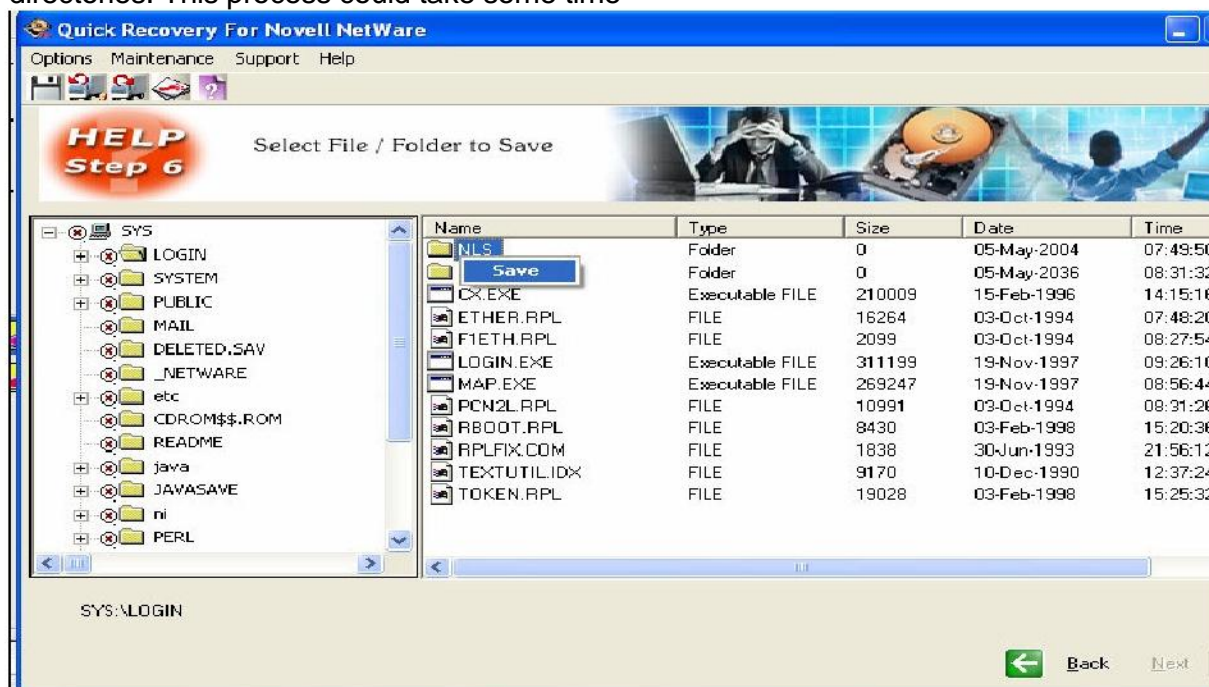 directories. This process could take some time
Quick Recovery For Novell NetWare
Options Maintenance Support Help
HELP
Step 6
Select File / Folder to Save
SYS
LOGIN
SYSTEM
PUBLIC
MAIL
DELETED.SAV
_NETWARE
etc
CDROM$$.ROM
README
java
JAVASAVE
ni
PERL
Name Type Size Date Time
NLS Folder 0 05-May-2004 07:49:50
Save
Folder 0 05-May-2036 08:31:32
CX.EXE Executable FILE 210009 15-Feb-1996 14:15:16
ETHER.RPL FILE 16264 03-Oct-1994 07:48:20
F1ETH.RPL FILE 2099 03-Oct-1994 08:27:54
LOGIN.EXE Executable FILE 311199 19-Nov-1997 09:26:10
MAP.EXE Executable FILE 269247 19-Nov-1997 08:56:44
PCN2L.RPL FILE 10991 03-Oct-1994 08:31:26
RBOOT.RPL FILE 8430 03-Feb-1998 15:20:36
RPLFIX.COM FILE 1838 30-Jun-1993 21:56:12
TEXTUTIL.IDX FILE 9170 10-Dec-1990 12:37:24
TOKEN.RPL FILE 19028 03-Feb-1998 15:25:32
SYS:\LOGIN
Back Next